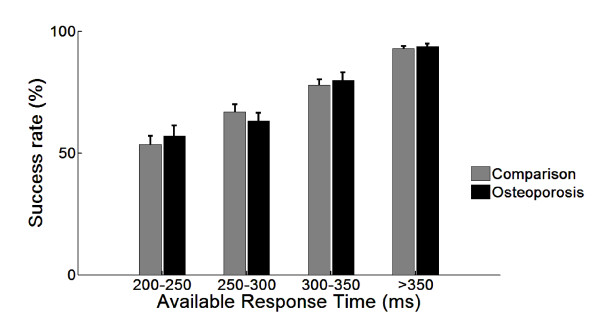 100
50
0
Success rate (%)
200-250 250-300 300-350 >350
Available Response Time (ms)
Comparison
Osteoporosis